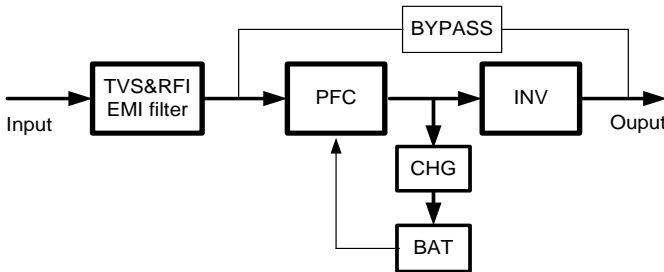 BYPASS
TVS&RFI
EMI filter
PFC
INV
Input
Ouput
CHG
BAT